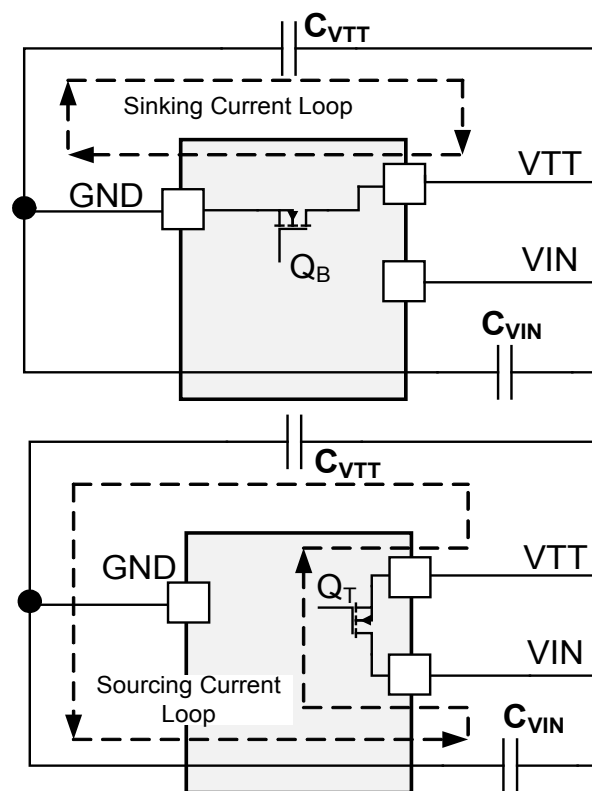 CVTT
Sinking Current Loop
GND
VTT
QB
VIN
CVIN
CVTT
GND
VTT
QT
VIN
Sourcing Current
Loop
CVIN